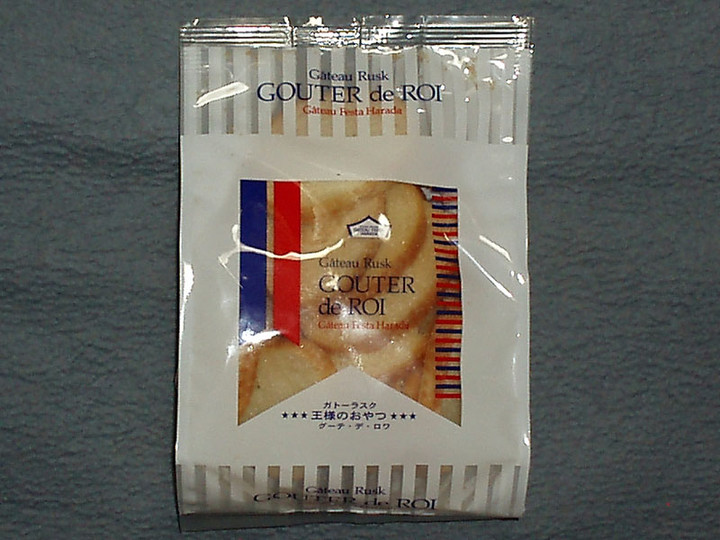 Gâteau Rusk
GOUTER de ROI
Gâteau Festa Harada
Gâteau Rusk
GOUTER
de ROI
Gâteau Festa Harada
ガトーラスク
★★★王様のおやつ★★★
グーテ・デ・ロワ
Gâteau Rusk
GOUTER de ROI